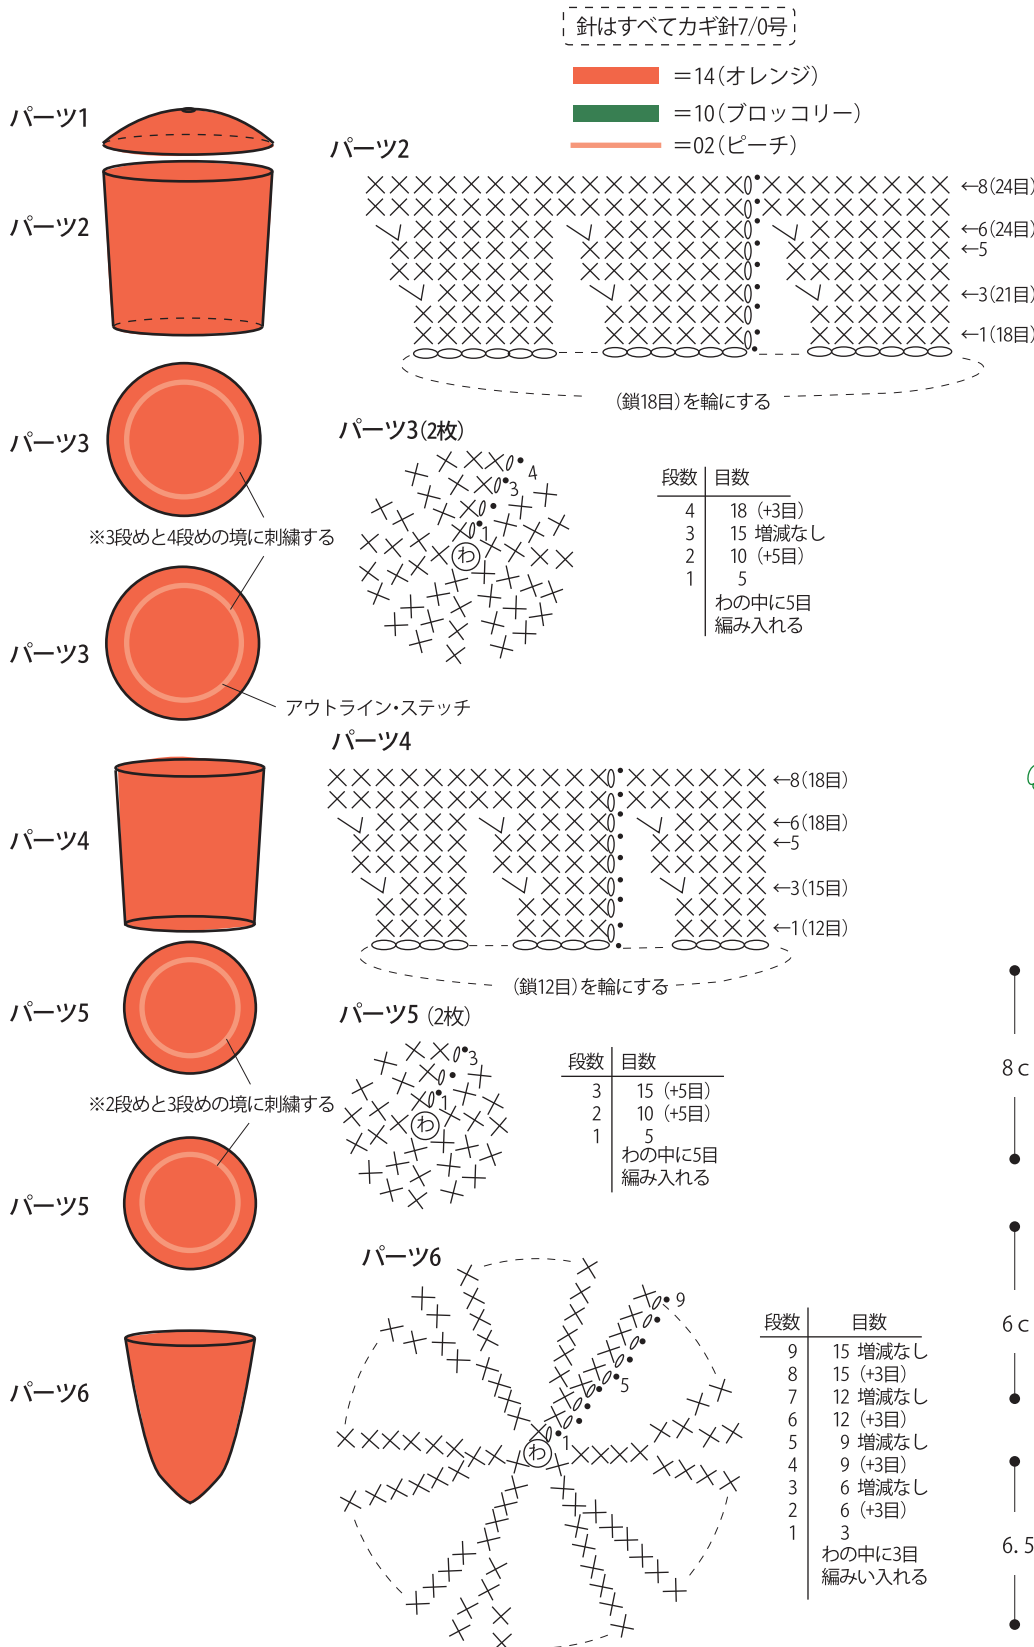 針はすべてカギ針7/0号
=14(オレンジ)
=10(ブロッコリー)
=02(ピーチ)
パーツ1
パーツ2
パーツ3
※3段めと4段めの境に刺繍する
パーツ3
アウトライン・ステッチ
パーツ4
パーツ5
※2段めと3段めの境に刺繍する
パーツ5
パーツ6
パーツ2
←8(24目)
←6(24目)
←5
←3(21目)
←1(18目)
(鎖18目)を輪にする
パーツ3(2枚)
4
3
1
わ
段数 目数
4 18 (+3目)
3 15 増減なし
2 10 (+5目)
1 5
わの中に5目
編み入れる
パーツ4
←8(18目)
←6(18目)
←5
←3(15目)
←1(12目)
(鎖12目)を輪にする
パーツ5 (2枚)
3
1
わ
段数 目数
3 15 (+5目)
2 10 (+5目)
1 5
わの中に5目
編み入れる
パーツ6
9
5
1
わ
段数 目数
9 15 増減なし
8 15 (+3目)
7 12 増減なし
6 12 (+3目)
5 9 増減なし
4 9 (+3目)
3 6 増減なし
2 6 (+3目)
1 3
わの中に3目
編みい入れる
8c
6c
6.5